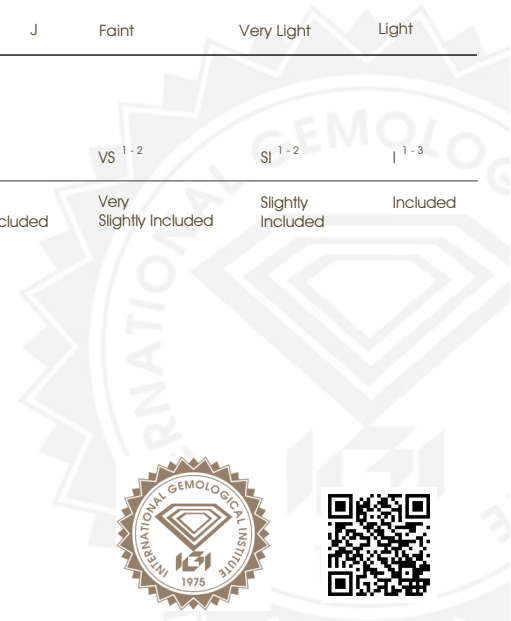 J Faint Very Light Light
VS 1 - 2 SI 1 - 2 I 1 - 3
Very Slightly Included
cluded Slightly Included Included
INTERNATIONAL GEMOLOGICAL INSTITUTE
IGI
1975